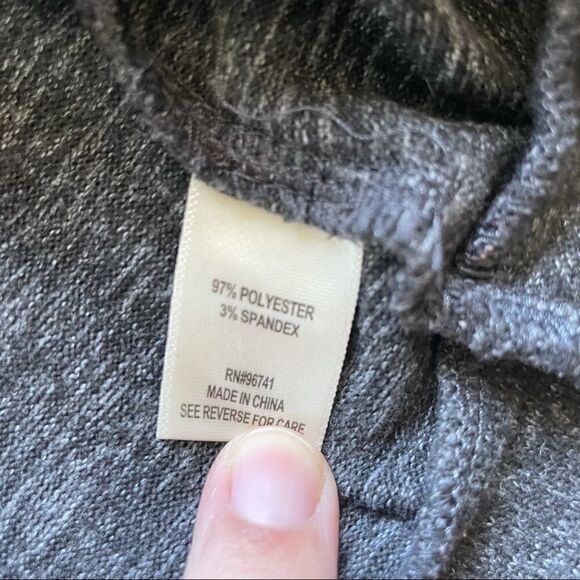 97% POLYESTER
3% SPANDEX
RN#96741
MADE IN CHINA
SEE REVERSE FOR CARE